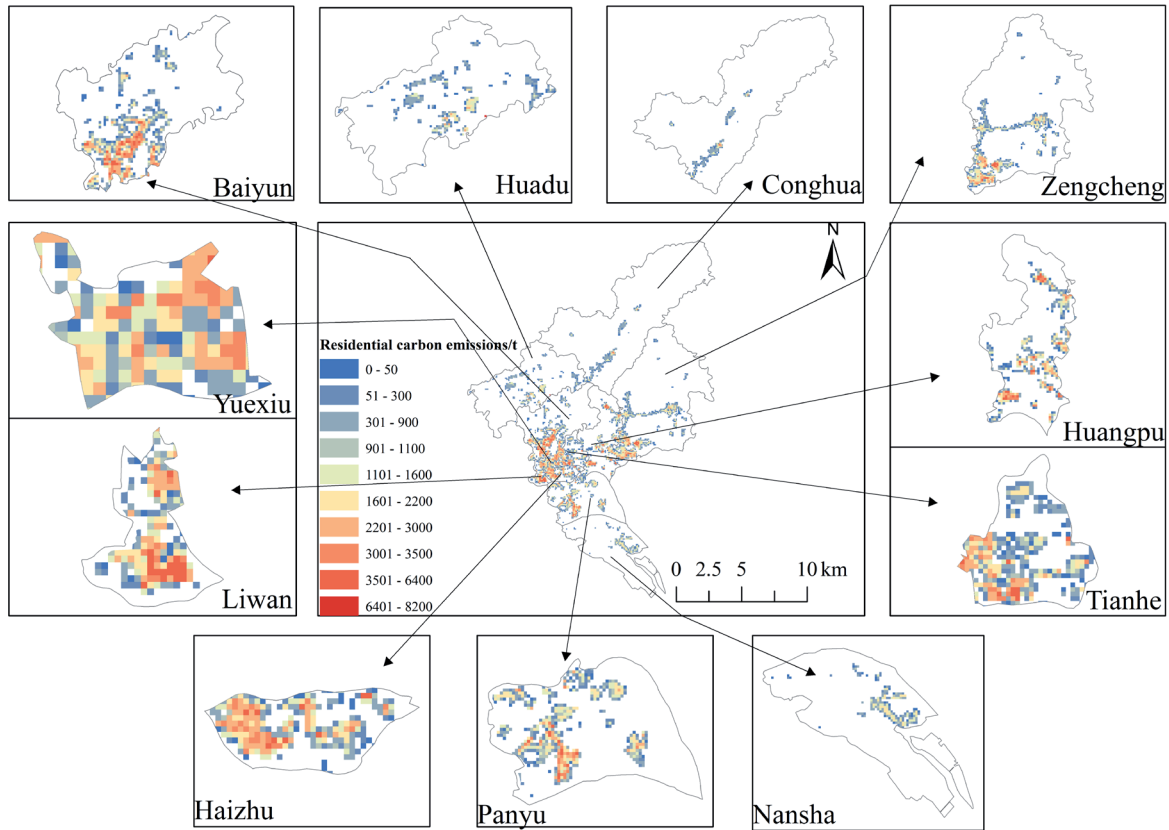 Baiyun
Huadu
Conghua
Zengcheng
Yuexiu
N
Residential carbon emissions/t
0 - 50
51 - 300
301 - 900
901 - 1100
1101 - 1600
1601 - 2200
2201 - 3000
3001 - 3500
3501 - 6400
6401 - 8200
0 2.5 5 10 km
Huangpu
Liwan
Tianhe
Haizhu
Panyu
Nansha